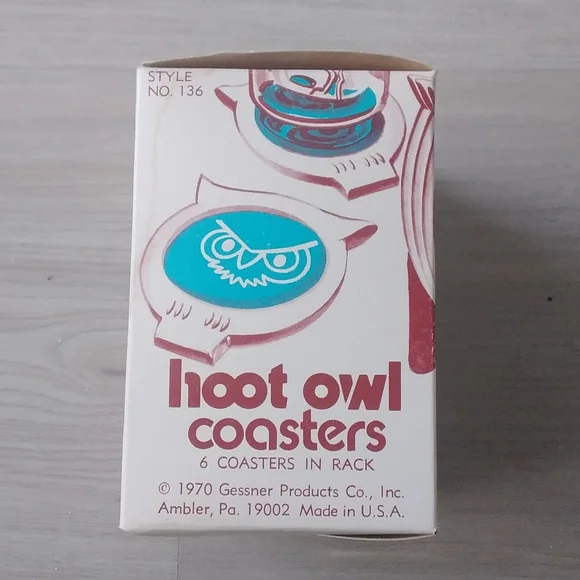 STYLE
NO. 136
hoot owl
coasters
6 COASTERS IN RACK
© 1970 Gessner Products Co., Inc.
Ambler, Pa. 19002 Made in U.S.A.